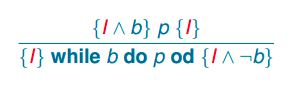 {I ∧ b} p {I}
{I} while b do p od {I ∧ ¬b}